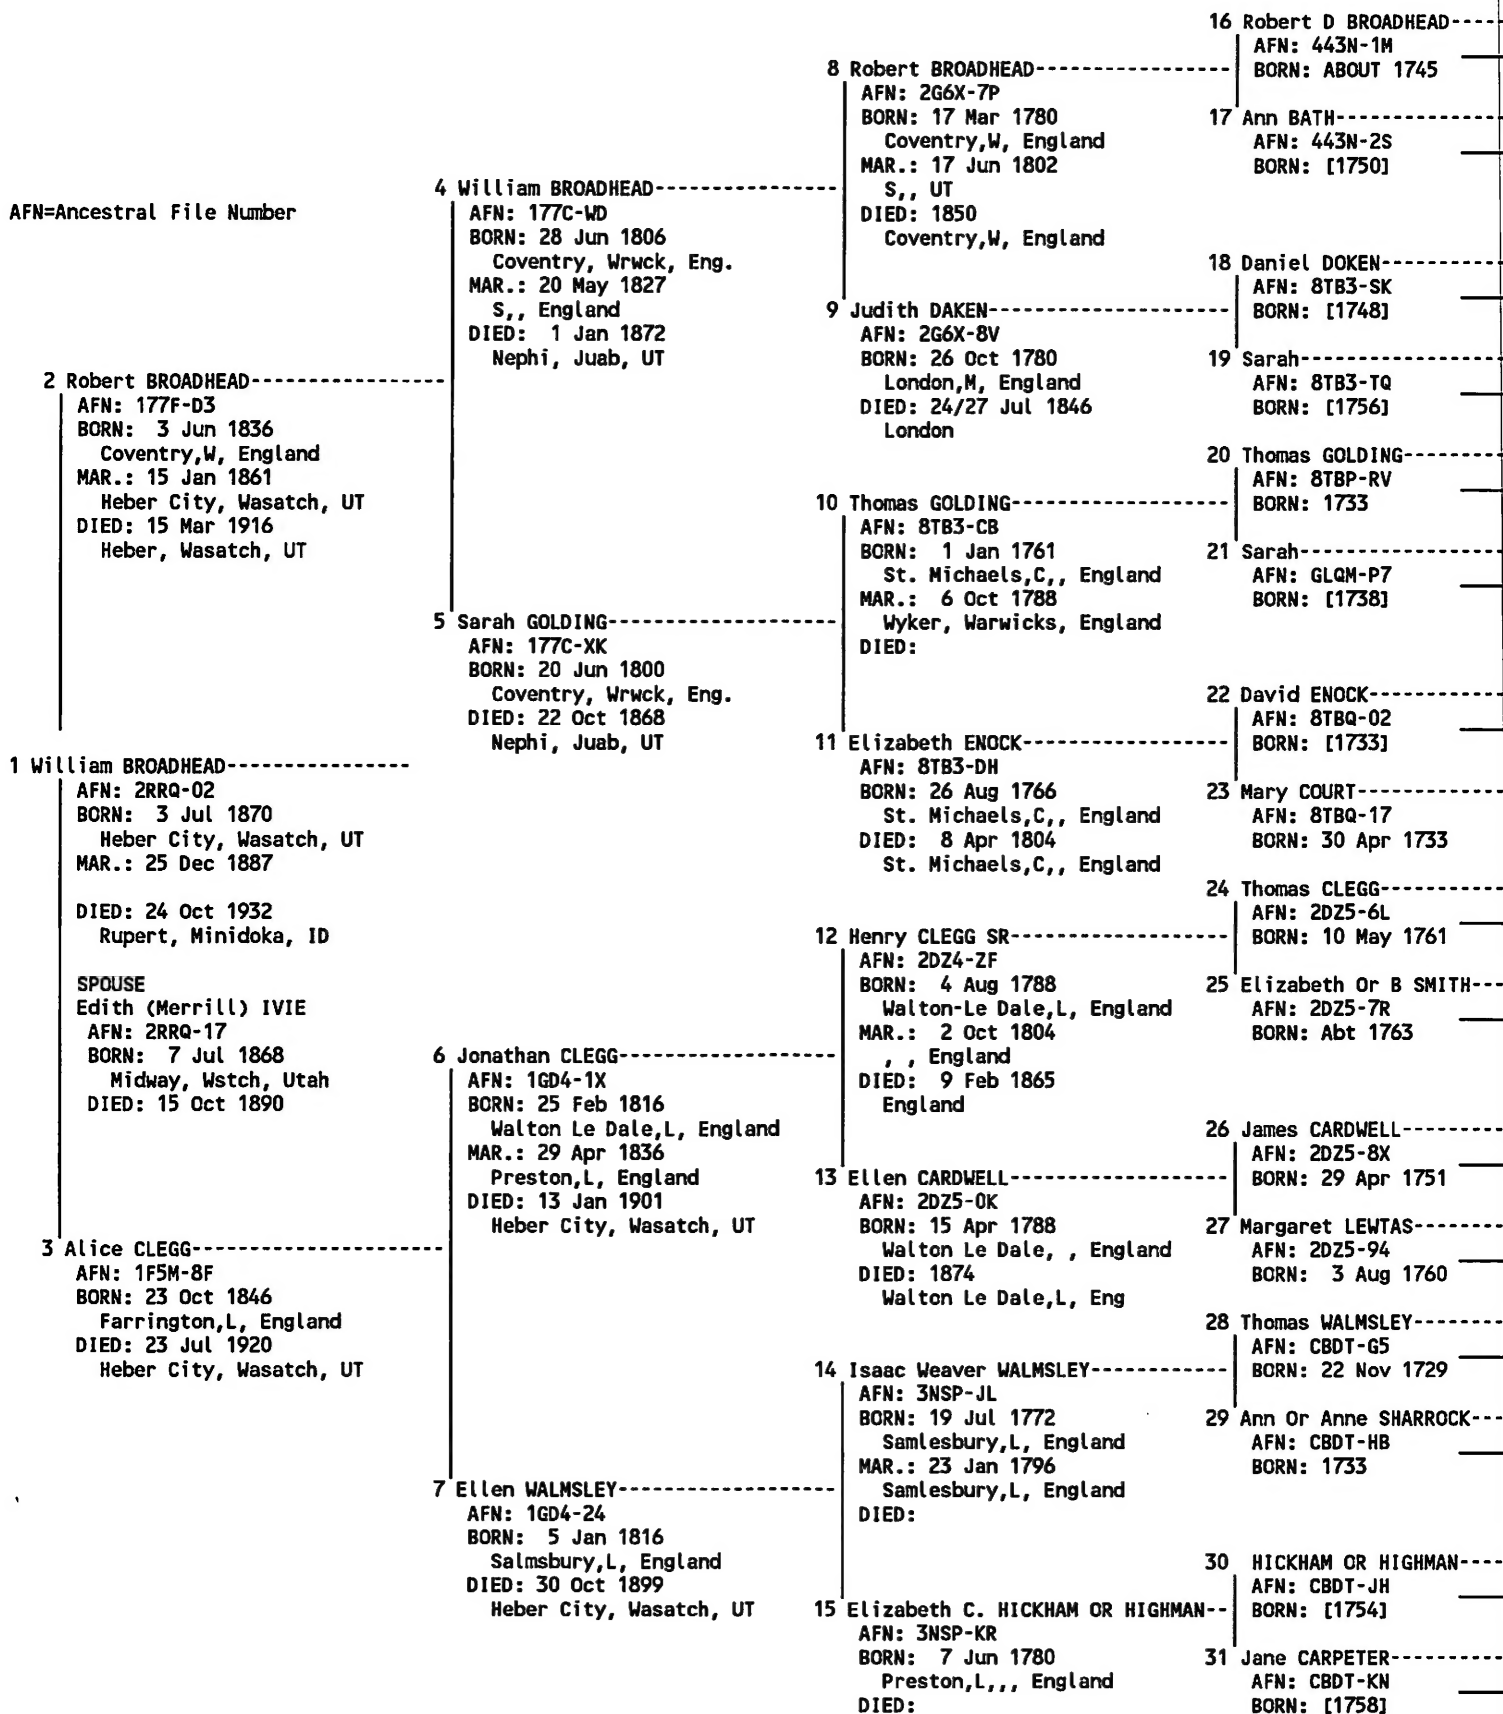 AFN=Ancestral File Number
1 William BROADHEAD---------------
AFN: 2RRQ-02
BORN: 3 Jul 1870
Heber City, Wasatch, UT
MAR.: 25 Dec 1887
DIED: 24 Oct 1932
Rupert, Minidoka, ID
SPOUSE
Edith (Merrill) IVIE
AFN: 2RRQ-17
BORN: 7 Jul 1868
Midway, Wstch, Utah
DIED: 15 Oct 1890
2 Robert BROADHEAD----------------
AFN: 177F-D3
BORN: 3 Jun 1836
Coventry,W, England
MAR.: 15 Jan 1861
Heber City, Wasatch, UT
DIED: 15 Mar 1916
Heber, Wasatch, UT
3 Alice CLEGG---------------------
AFN: 1F5M-8F
BORN: 23 Oct 1846
Farrington,L, England
DIED: 23 Jul 1920
Heber City, Wasatch, UT
4 William BROADHEAD---------------
AFN: 177C-WD
BORN: 28 Jun 1806
Coventry, Wrwck, Eng.
MAR.: 20 May 1827
S,, England
DIED: 1 Jan 1872
Nephi, Juab, UT
5 Sarah GOLDING-------------------
AFN: 177C-XK
BORN: 20 Jun 1800
Coventry, Wrwck, Eng.
DIED: 22 Oct 1868
Nephi, Juab, UT
6 Jonathan CLEGG------------------
AFN: 1GD4-1X
BORN: 25 Feb 1816
Walton Le Dale,L, England
MAR.: 29 Apr 1836
Preston,L, England
DIED: 13 Jan 1901
Heber City, Wasatch, UT
7 Ellen WALMSLEY------------------
AFN: 1GD4-24
BORN: 5 Jan 1816
Salmsbury,L, England
DIED: 30 Oct 1899
Heber City, Wasatch, UT
8 Robert BROADHEAD----------------
AFN: 2G6X-7P
BORN: 17 Mar 1780
Coventry,W, England
MAR.: 17 Jun 1802
S,, UT
DIED: 1850
Coventry,W, England
9 Judith DAKEN--------------------
AFN: 2G6X-8V
BORN: 26 Oct 1780
London,M, England
DIED: 24/27 Jul 1846
London
10 Thomas GOLDING------------------
AFN: 8TB3-CB
BORN: 1 Jan 1761
St. Michaels,C,, England
MAR.: 6 Oct 1788
Wyker, Warwicks, England
DIED:
11 Elizabeth ENOCK-----------------
AFN: 8TB3-DH
BORN: 26 Aug 1766
St. Michaels,C,, England
DIED: 8 Apr 1804
St. Michaels,C,, England
12 Henry CLEGG SR------------------
AFN: 2DZ4-ZF
BORN: 4 Aug 1788
Walton-Le Dale,L, England
MAR.: 2 Oct 1804
, , England
DIED: 9 Feb 1865
England
13 Ellen CARDWELL------------------
AFN: 2DZ5-0K
BORN: 15 Apr 1788
Walton Le Dale, , England
DIED: 1874
Walton Le Dale,L, Eng
14 Isaac Weaver WALMSLEY-----------
AFN: 3NSP-JL
BORN: 19 Jul 1772
Samlesbury,L, England
MAR.: 23 Jan 1796
Samlesbury,L, England
DIED:
15 Elizabeth C. HICKHAM OR HIGHMAN--
AFN: 3NSP-KR
BORN: 7 Jun 1780
Preston,L,,, England
DIED:
16 Robert D BROADHEAD----
AFN: 443N-1M
BORN: ABOUT 1745
17 Ann BATH--------------
AFN: 443N-2S
BORN: [1750]
18 Daniel DOKEN----------
AFN: 8TB3-SK
BORN: [1748]
19 Sarah-----------------
AFN: 8TB3-TQ
BORN: [1756]
20 Thomas GOLDING--------
AFN: 8TBP-RV
BORN: 1733
21 Sarah-----------------
AFN: GLQM-P7
BORN: [1738]
22 David ENOCK-----------
AFN: 8TBQ-02
BORN: [1733]
23 Mary COURT------------
AFN: 8TBQ-17
BORN: 30 Apr 1733
24 Thomas CLEGG----------
AFN: 2DZ5-6L
BORN: 10 May 1761
25 Elizabeth Or B SMITH---
AFN: 2DZ5-7R
BORN: Abt 1763
26 James CARDWELL--------
AFN: 2DZ5-8X
BORN: 29 Apr 1751
27 Margaret LEWTAS-------
AFN: 2DZ5-94
BORN: 3 Aug 1760
28 Thomas WALMSLEY-------
AFN: CBDT-G5
BORN: 22 Nov 1729
29 Ann Or Anne SHARROCK---
AFN: CBDT-HB
BORN: 1733
30 HICKHAM OR HIGHMAN----
AFN: CBDT-JH
BORN: [1754]
31 Jane CARPETER---------
AFN: CBDT-KN
BORN: [1758]